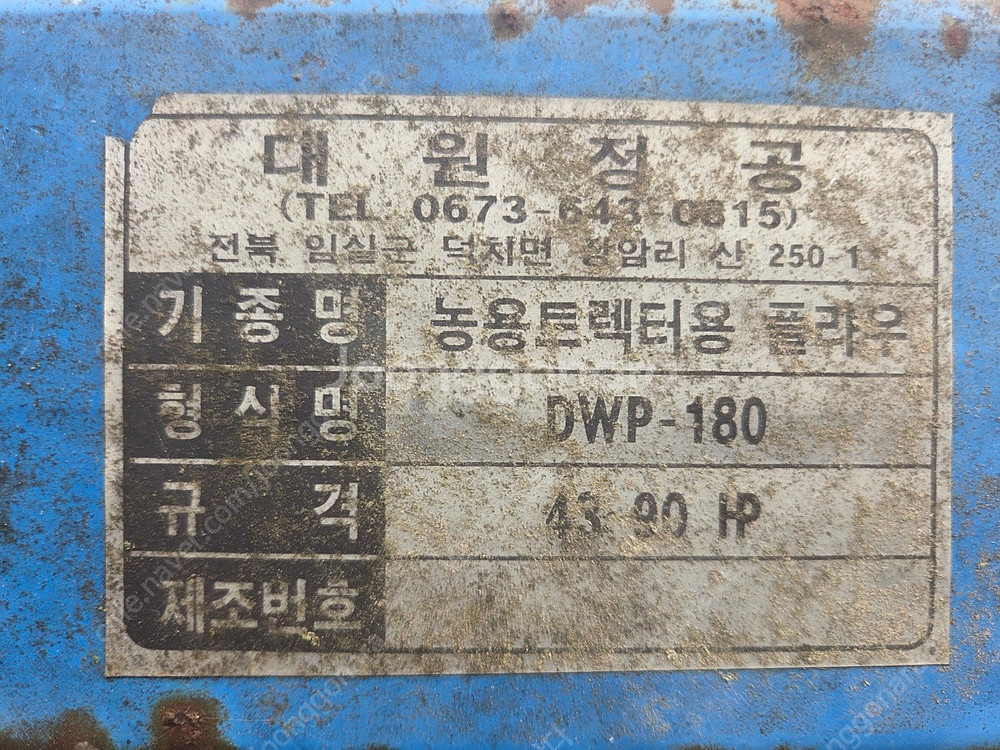 대 원 정 공
(TEL 0673-643-0815)
전북 임실군 덕치면 장암리 산 250-1
기종명 농용트렉터용 플라우
형식명 DWP-180
규격 43-90 HP
제조번호